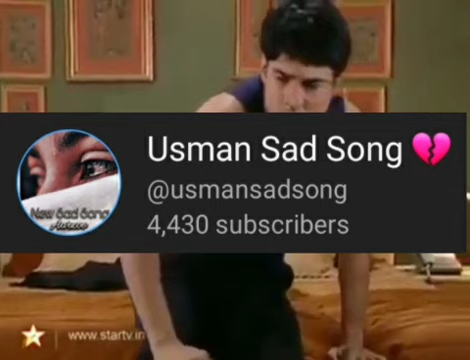 Usman Sad Song 💔
@usmansadsong
4,430 subscribers
New Sad Song
www.startv.in